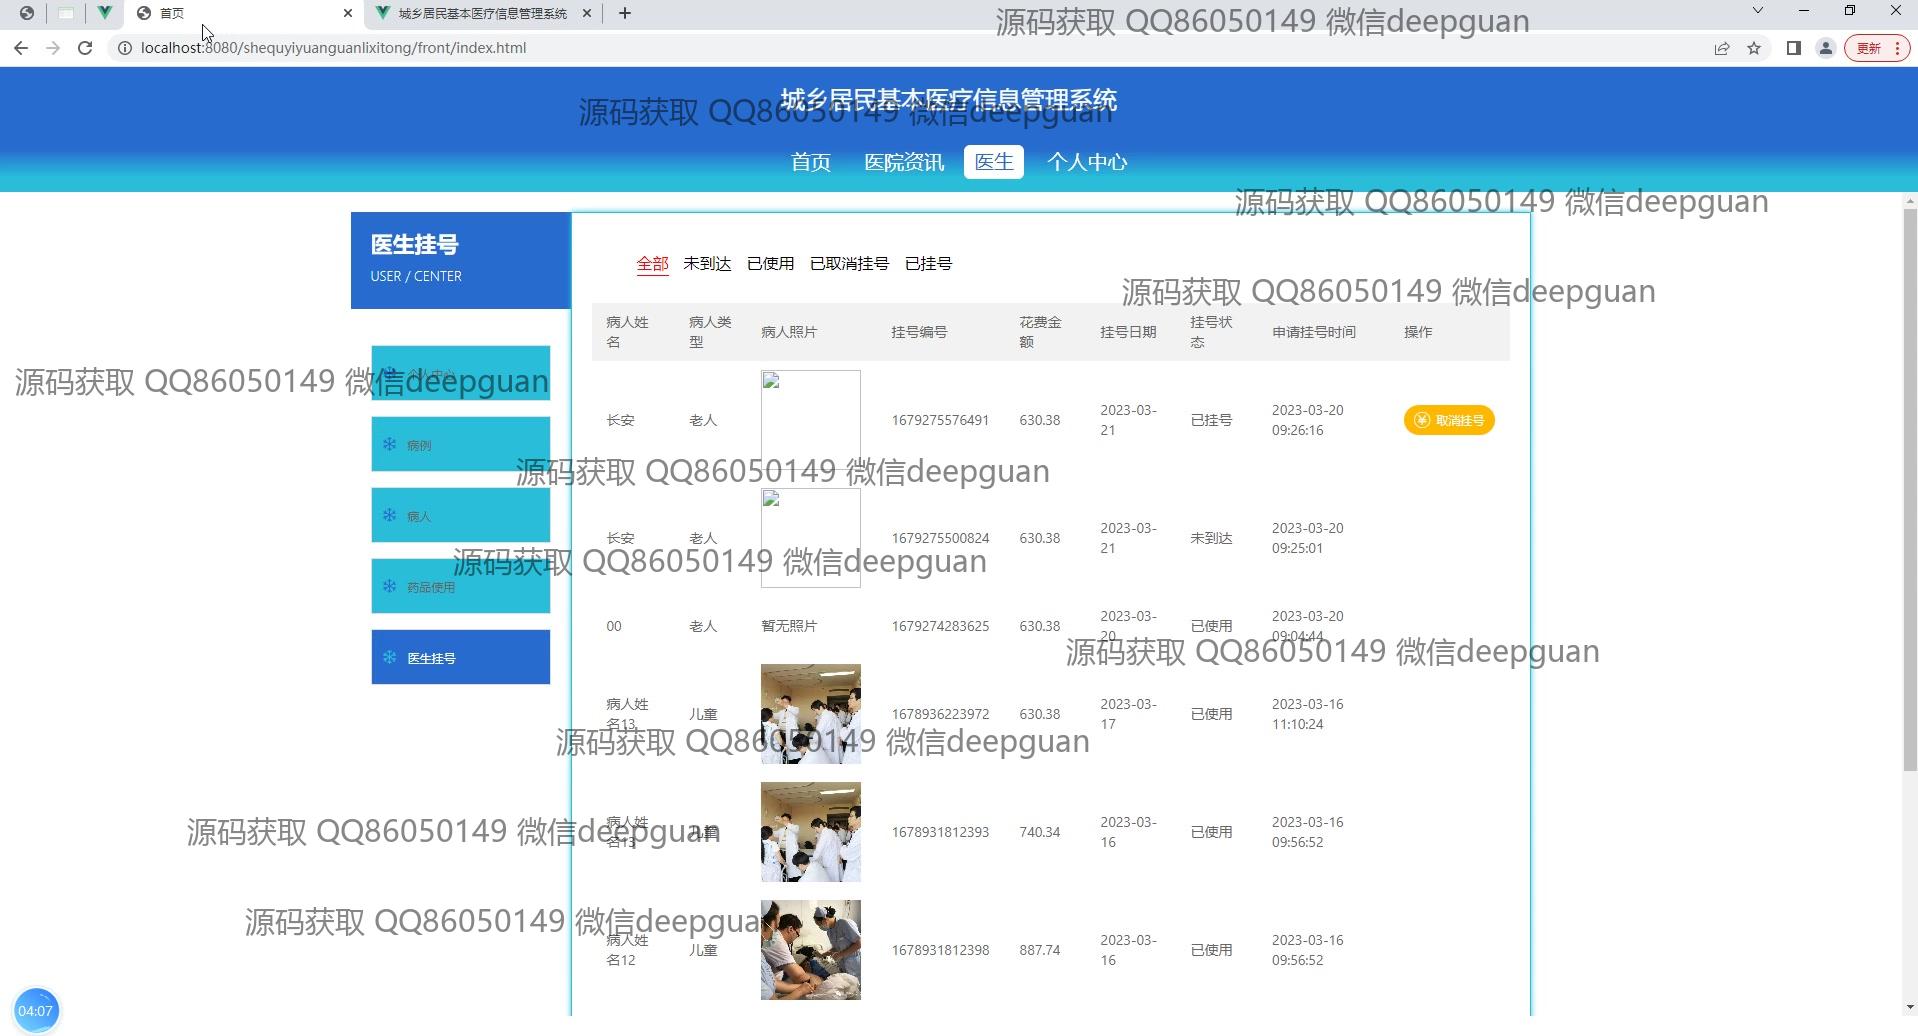 首页
城乡居民基本医疗信息管理系统
localhost:8080/shequyiyuanguanlixitong/front/index.html
更新
源码获取 QQ86050149 微信deepguan
城乡居民基本医疗信息管理系统
源码获取 QQ86050149 微信deepguan
首页 医院资讯 医生 个人中心
源码获取 QQ86050149 微信deepguan
医生挂号
USER / CENTER
全部 未到达 已使用 已取消挂号 已挂号
源码获取 QQ86050149 微信deepguan
病人姓名 病人类型 病人照片 挂号编号 花费金额 挂号日期 挂号状态 申请挂号时间 操作
个人中心
源码获取 QQ86050149 微信deepguan
长安 老人 1679275576491 630.38 2023-03-21 已挂号 2023-03-20 09:26:16 取消挂号
病例
源码获取 QQ86050149 微信deepguan
病人
长安 老人 1679275500824 630.38 2023-03-21 未到达 2023-03-20 09:25:01
源码获取 QQ86050149 微信deepguan
药品使用
00 老人 暂无照片 1679274283625 630.38 2023-03-20 已使用 2023-03-20 09:04:44
源码获取 QQ86050149 微信deepguan
医生挂号
病人姓名13 儿童 1678936223972 630.38 2023-03-17 已使用 2023-03-16 11:10:24
源码获取 QQ86050149 微信deepguan
病人姓名13 儿童 1678931812393 740.34 2023-03-16 已使用 2023-03-16 09:56:52
源码获取 QQ86050149 微信deepguan
病人姓名12 儿童 1678931812398 887.74 2023-03-16 已使用 2023-03-16 09:56:52
源码获取 QQ86050149 微信deepguan
04:07